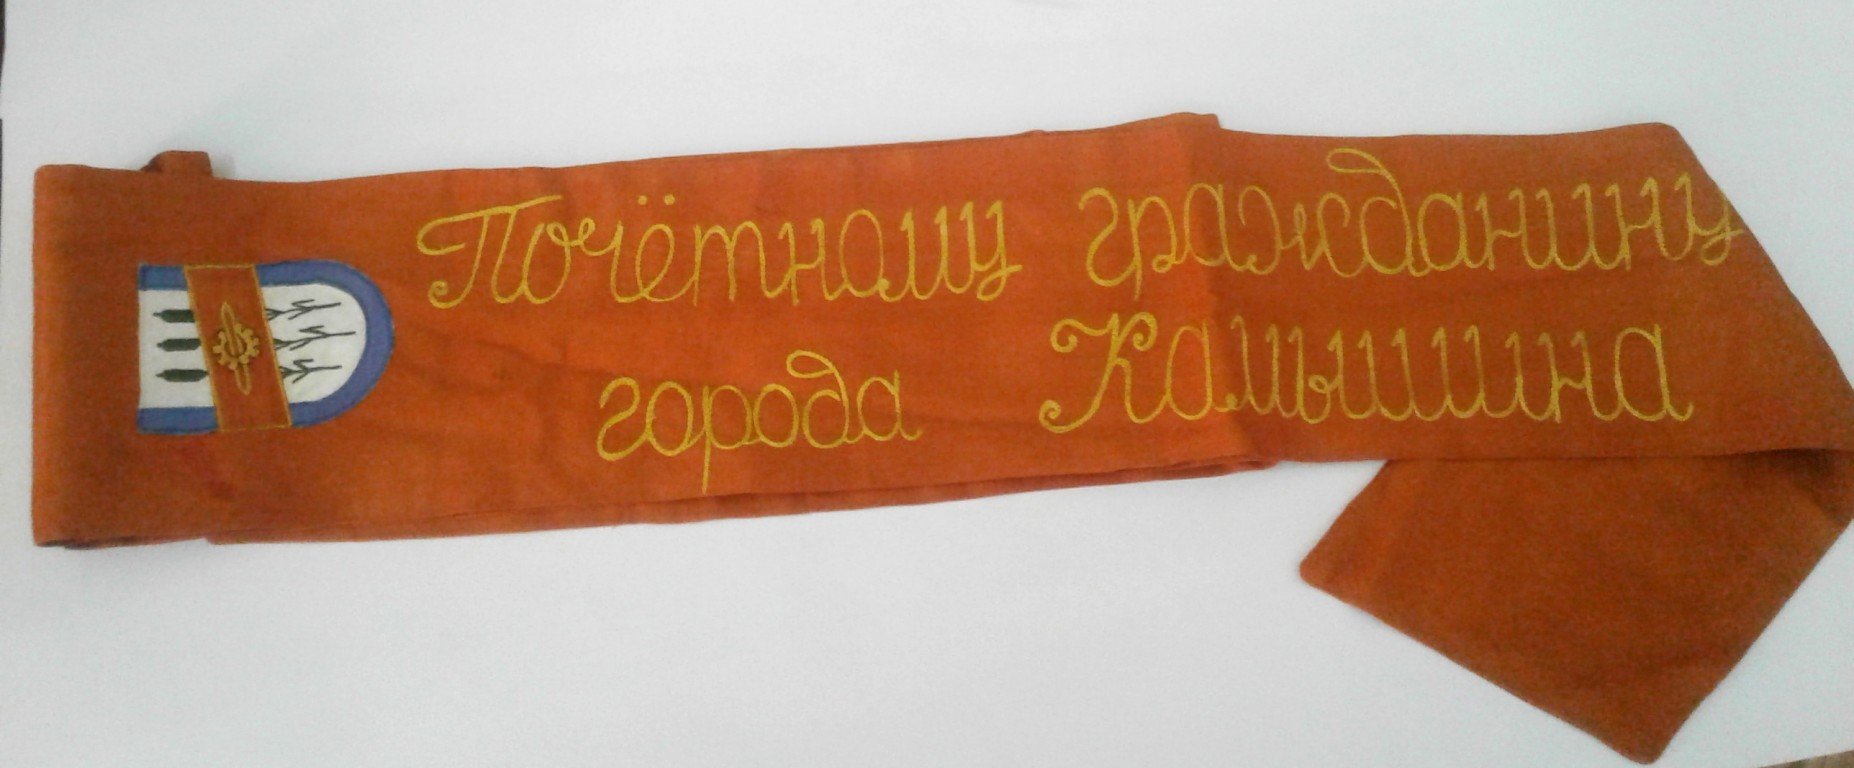 Почётному гражданину
города Камышина